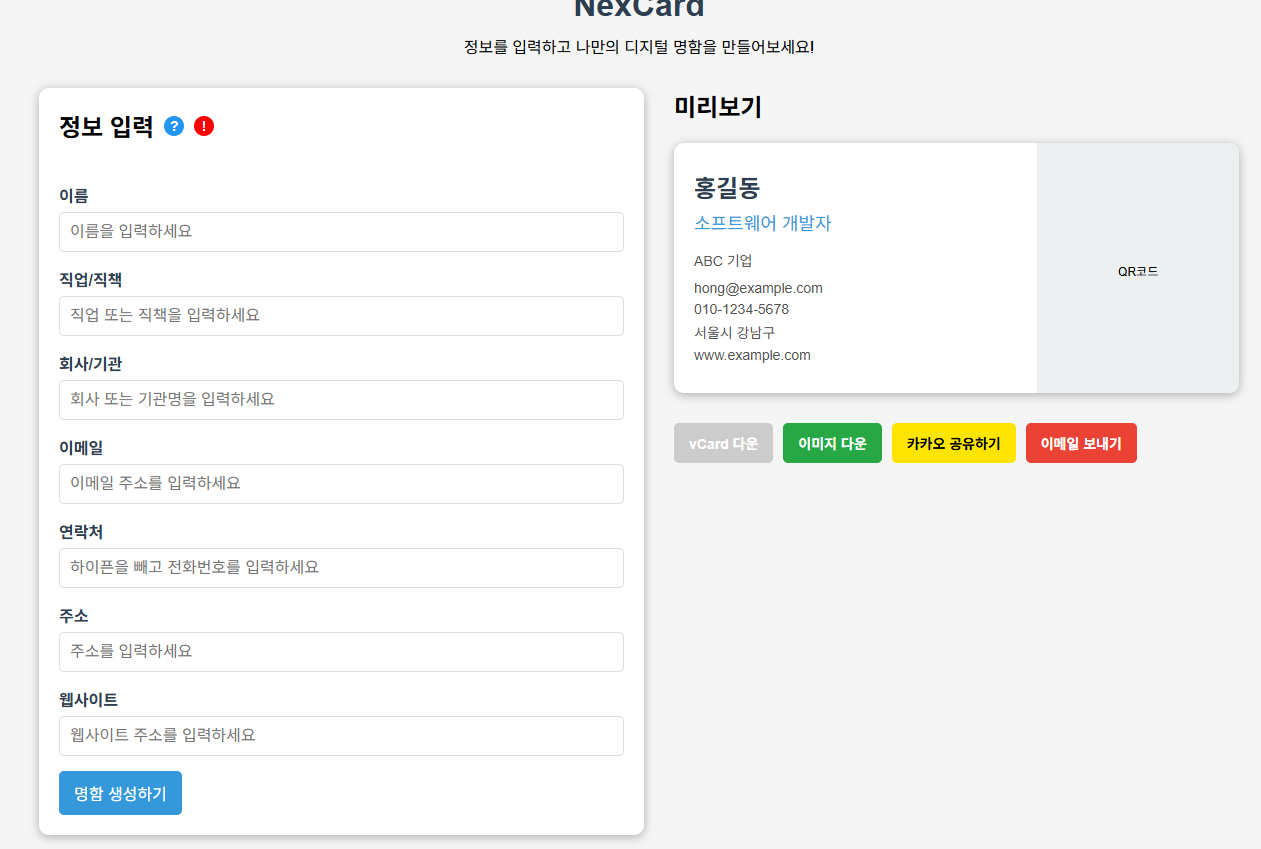 NexCard
정보를 입력하고 나만의 디지털 명함을 만들어보세요!
정보 입력 ? !
이름
이름을 입력하세요
직업/직책
직업 또는 직책을 입력하세요
회사/기관
회사 또는 기관명을 입력하세요
이메일
이메일 주소를 입력하세요
연락처
하이픈을 빼고 전화번호를 입력하세요
주소
주소를 입력하세요
웹사이트
웹사이트 주소를 입력하세요
명함 생성하기
미리보기
홍길동
소프트웨어 개발자
ABC 기업
hong@example.com
010-1234-5678
서울시 강남구
www.example.com
QR코드
vCard 다운 이미지 다운 카카오 공유하기 이메일 보내기